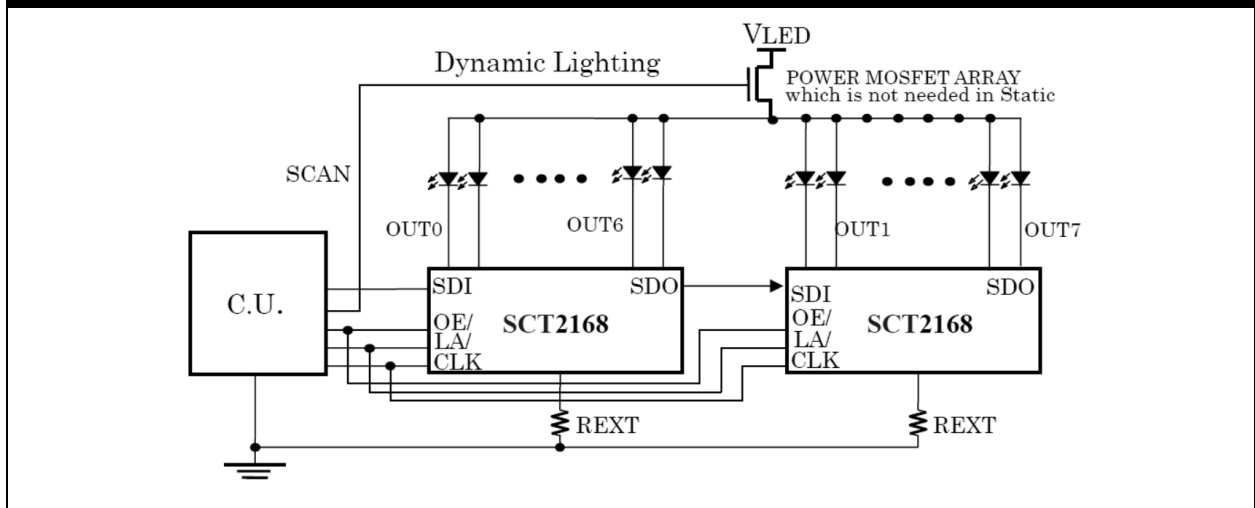 VLED
Dynamic Lighting
POWER MOSFET ARRAY
which is not needed in Static
SCAN
OUT0
OUT6
OUT1
OUT7
C.U.
SDI
SDO
OE/
LA/
CLK
SCT2168
SDI
SDO
OE/
LA/
CLK
SCT2168
REXT
REXT